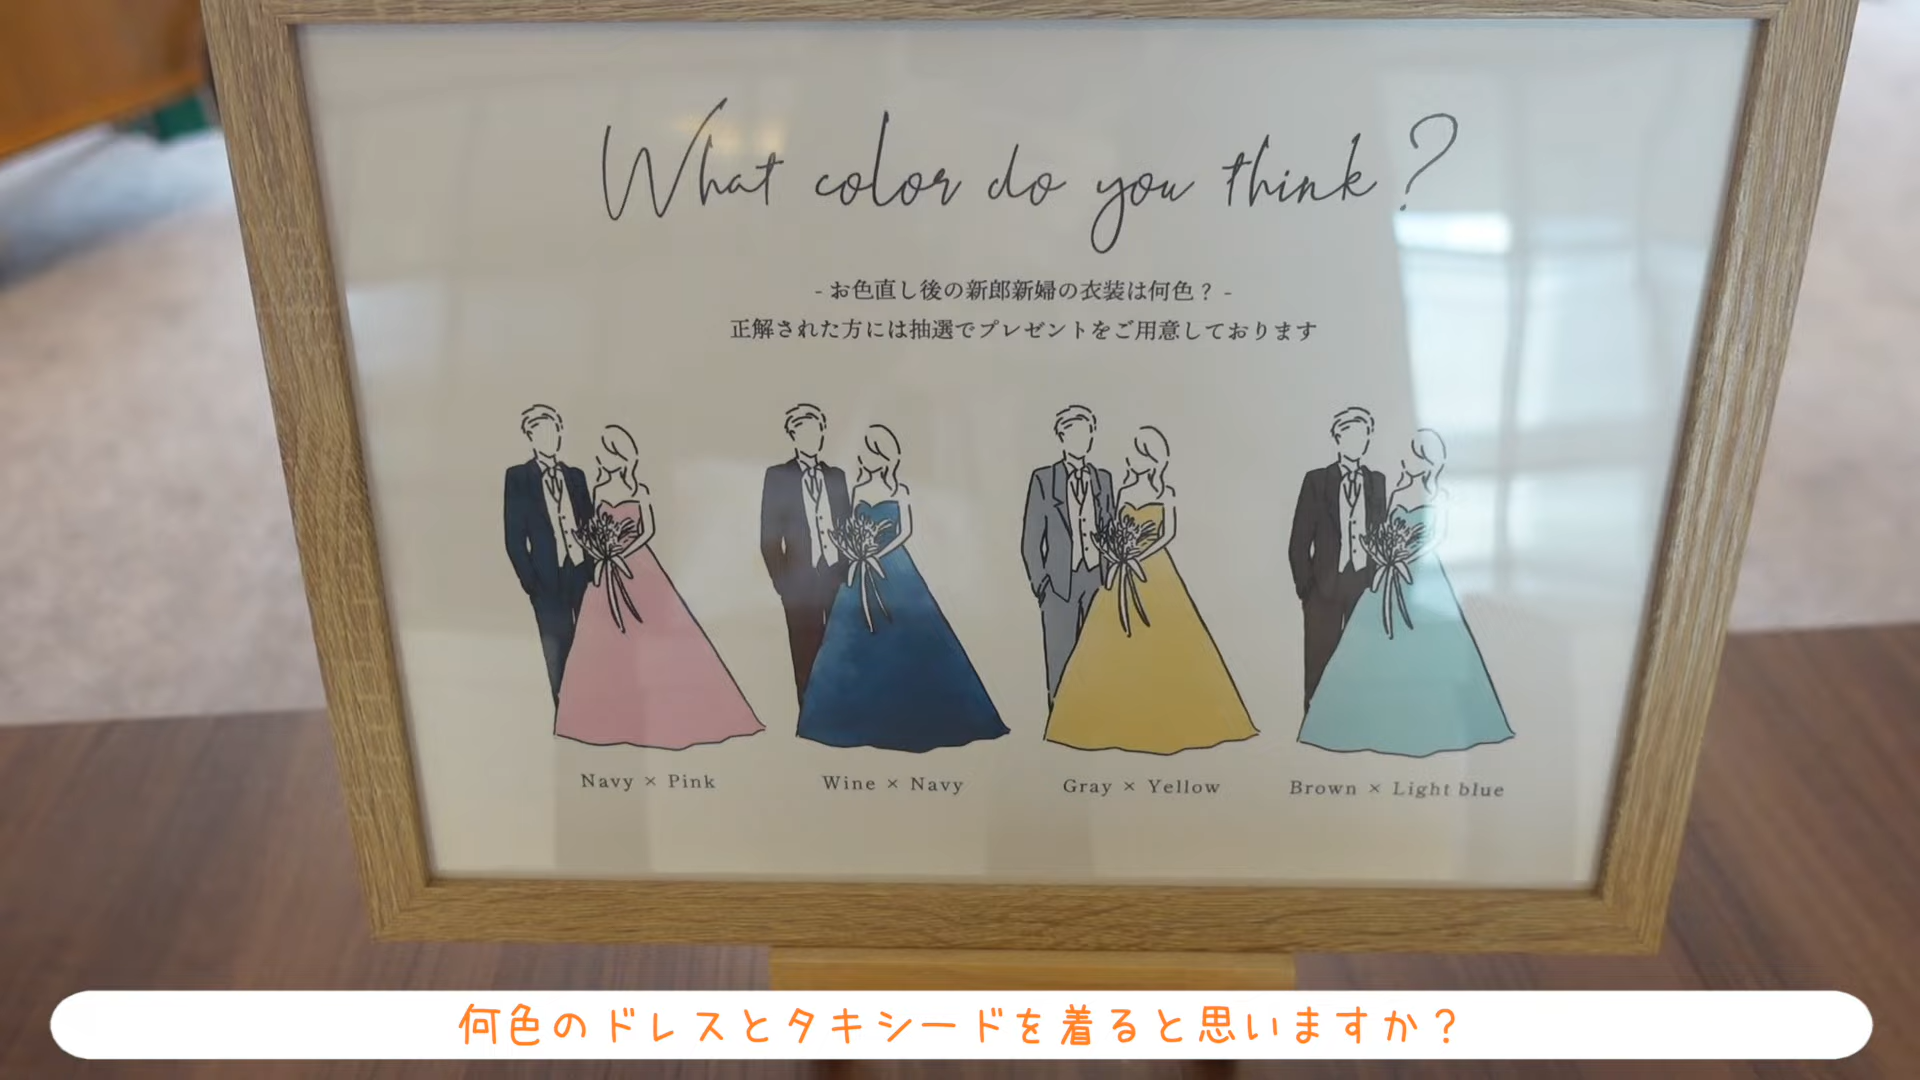 What color do you think?
- お色直し後の新郎新婦の衣装は何色？ -
正解された方には抽選でプレゼントをご用意しております
Navy × Pink
Wine × Navy
Gray × Yellow
Brown × Light blue
何色のドレスとタキシードを着ると思いますか？